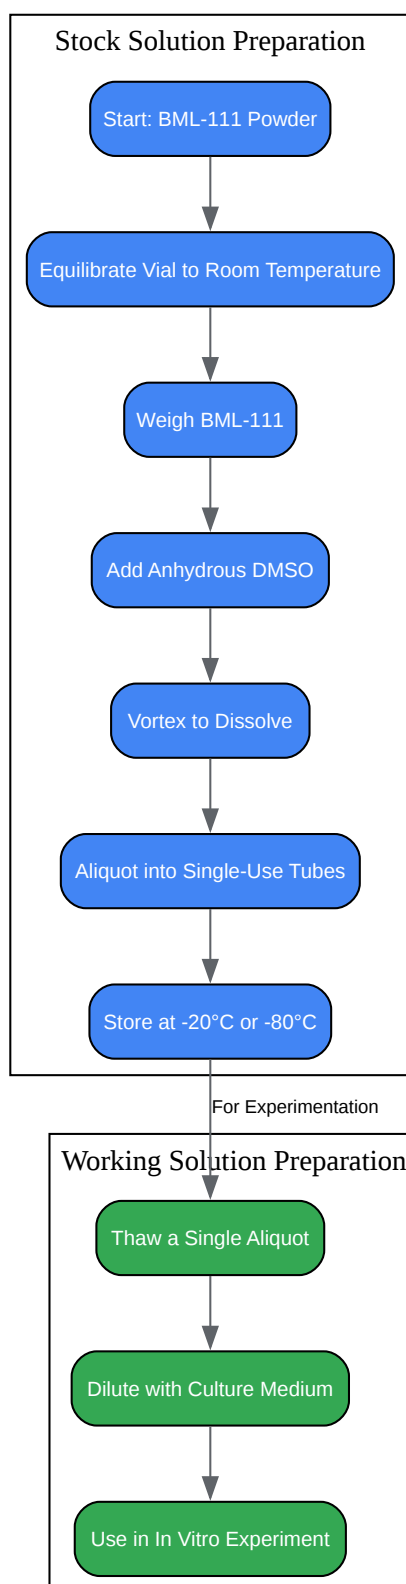 Stock Solution Preparation
Start: BML-111 Powder
Equilibrate Vial to Room Temperature
Weigh BML-111
Add Anhydrous DMSO
Vortex to Dissolve
Aliquot into Single-Use Tubes
Store at -20°C or -80°C
For Experimentation
Working Solution Preparation
Thaw a Single Aliquot
Dilute with Culture Medium
Use in In Vitro Experiment